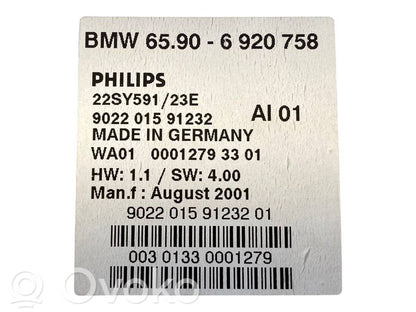 BMW 65.90 - 6 920 758
PHILIPS
22SY591/23E
9022 015 91232 AI 01
MADE IN GERMANY
WA01 0001279 33 01
HW: 1.1 / SW: 4.00
Man.f : August 2001
9022 015 91232 01
003 0133 0001279
Ovoko